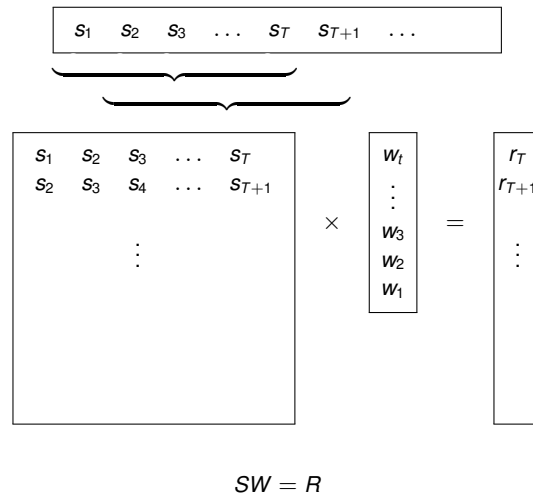 s1 s2 s3 ... sT sT+1 ...
s1 s2 s3 ... sT wt rT
s2 s3 s4 ... sT+1 ⋮ rT+1
⋮ × w3 = ⋮
w2
w1
SW = R